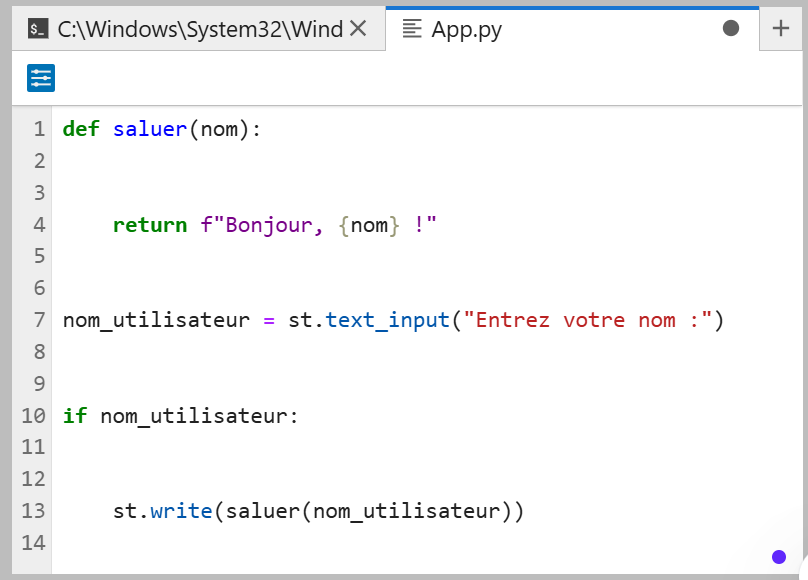 C:\Windows\System32\Wind
App.py
1 def saluer(nom):
2
3
4 return f"Bonjour, {nom} !"
5
6
7 nom_utilisateur = st.text_input("Entrez votre nom :")
8
9
10 if nom_utilisateur:
11
12
13 st.write(saluer(nom_utilisateur))
14